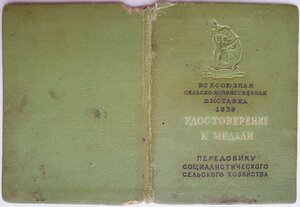 ВСЕСОЮЗНАЯ
СЕЛЬСКО-ХОЗЯЙСТВЕННАЯ
ВЫСТАВКА
1939
УДОСТОВЕРЕНИЕ
К МЕДАЛИ
ПЕРЕДОВИКУ
СОЦИАЛИСТИЧЕСКОГО
СЕЛЬСКОГО ХОЗЯЙСТВА